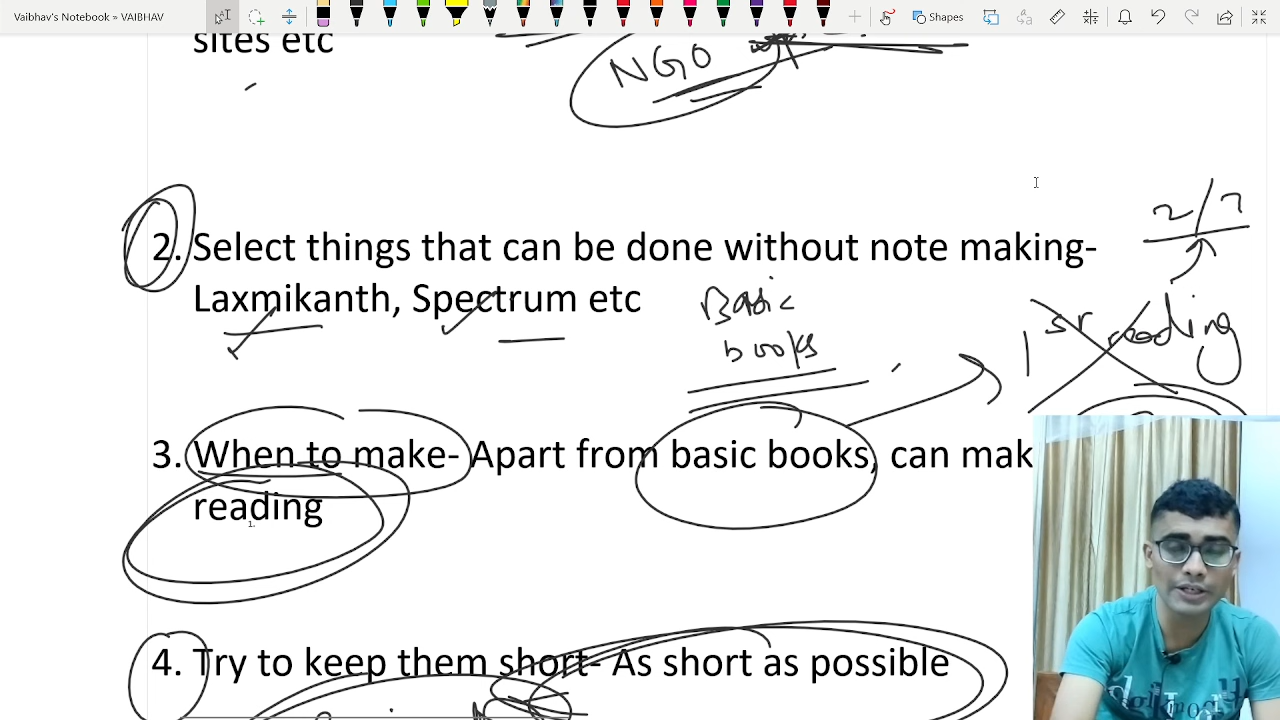 Vaibhav's Notebook » VAIBHAV
Shapes
sites etc
NGO
2/3
2. Select things that can be done without note making-
Laxmikanth, Spectrum etc
Basic
books
1st reading
3. When to make- Apart from basic books, can mak
reading
1.
4. Try to keep them short- As short as possible